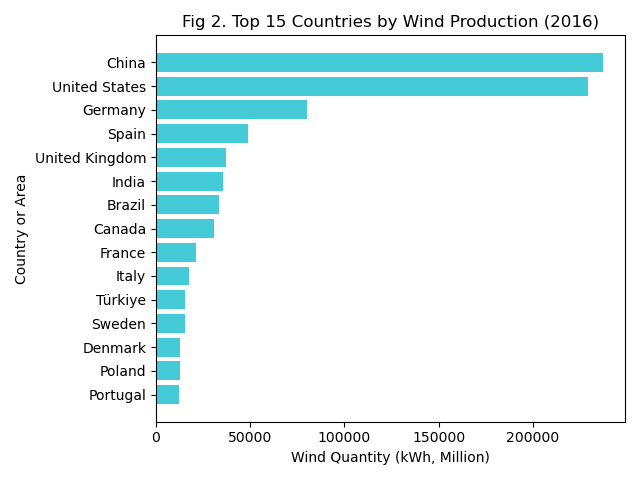 Fig 2. Top 15 Countries by Wind Production (2016)
China
United States
Germany
Spain
United Kingdom
India
Brazil
Canada
France
Italy
Türkiye
Sweden
Denmark
Poland
Portugal
Country or Area
0 50000 100000 150000 200000
Wind Quantity (kWh, Million)